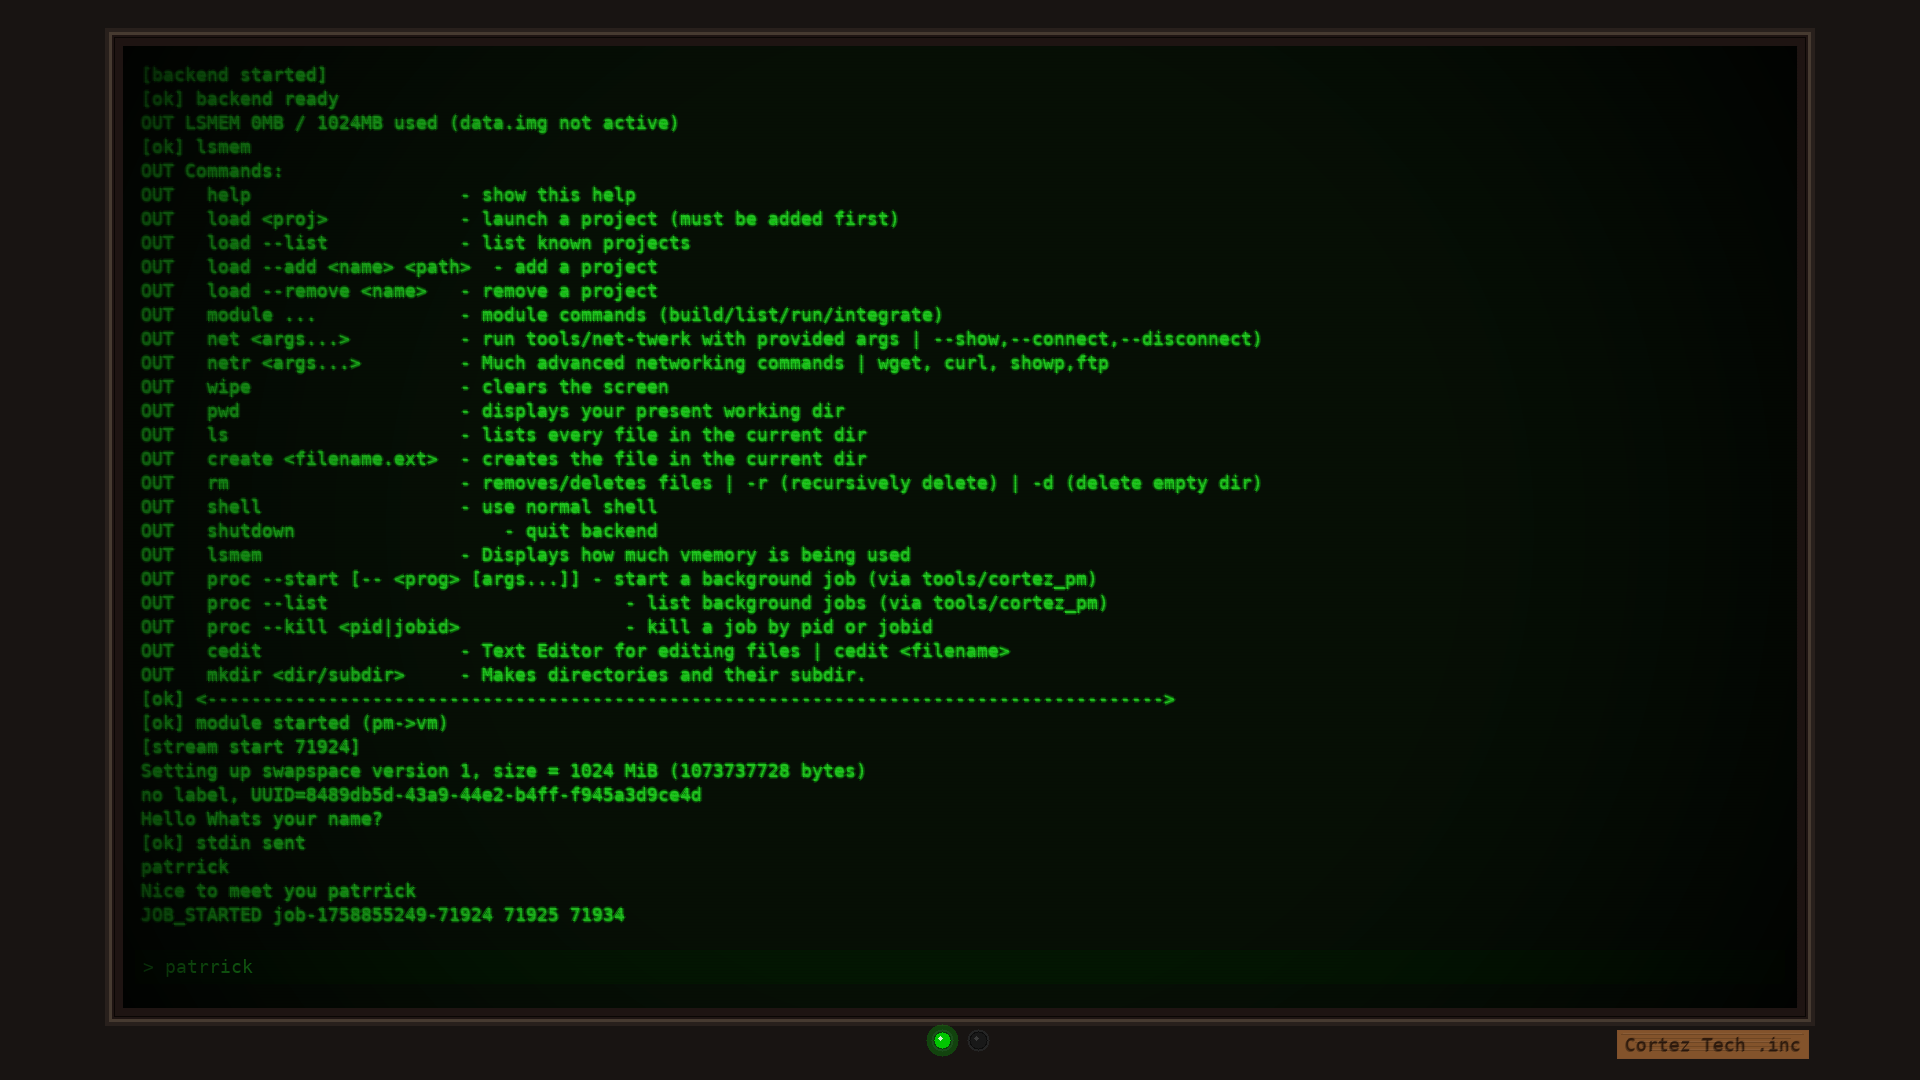 [backend started]
[ok] backend ready
OUT LSMEM 0MB / 1024MB used (data.img not active)
[ok] lsmem
OUT Commands:
OUT   help                   - show this help
OUT   load <proj>            - launch a project (must be added first)
OUT   load --list            - list known projects
OUT   load --add <name> <path>  - add a project
OUT   load --remove <name>   - remove a project
OUT   module ...             - module commands (build/list/run/integrate)
OUT   net <args...>          - run tools/net-twerk with provided args | --show,--connect,--disconnect)
OUT   netr <args...>         - Much advanced networking commands | wget, curl, showp,ftp
OUT   wipe                   - clears the screen
OUT   pwd                    - displays your present working dir
OUT   ls                     - lists every file in the current dir
OUT   create <filename.ext>  - creates the file in the current dir
OUT   rm                     - removes/deletes files | -r (recursively delete) | -d (delete empty dir)
OUT   shell                  - use normal shell
OUT   shutdown                   - quit backend
OUT   lsmem                  - Displays how much vmemory is being used
OUT   proc --start [-- <prog> [args...]] - start a background job (via tools/cortez_pm)
OUT   proc --list                           - list background jobs (via tools/cortez_pm)
OUT   proc --kill <pid|jobid>               - kill a job by pid or jobid
OUT   cedit                  - Text Editor for editing files | cedit <filename>
OUT   mkdir <dir/subdir>     - Makes directories and their subdir.
[ok] <--------------------------------------------------------------------------------------->
[ok] module started (pm->vm)
[stream start 71924]
Setting up swapspace version 1, size = 1024 MiB (1073737728 bytes)
no label, UUID=8489db5d-43a9-44e2-b4ff-f945a3d9ce4d
Hello Whats your name?
[ok] stdin sent
patrrick
Nice to meet you patrrick
JOB_STARTED job-1758855249-71924 71925 71934
> patrrick
Cortez Tech .inc